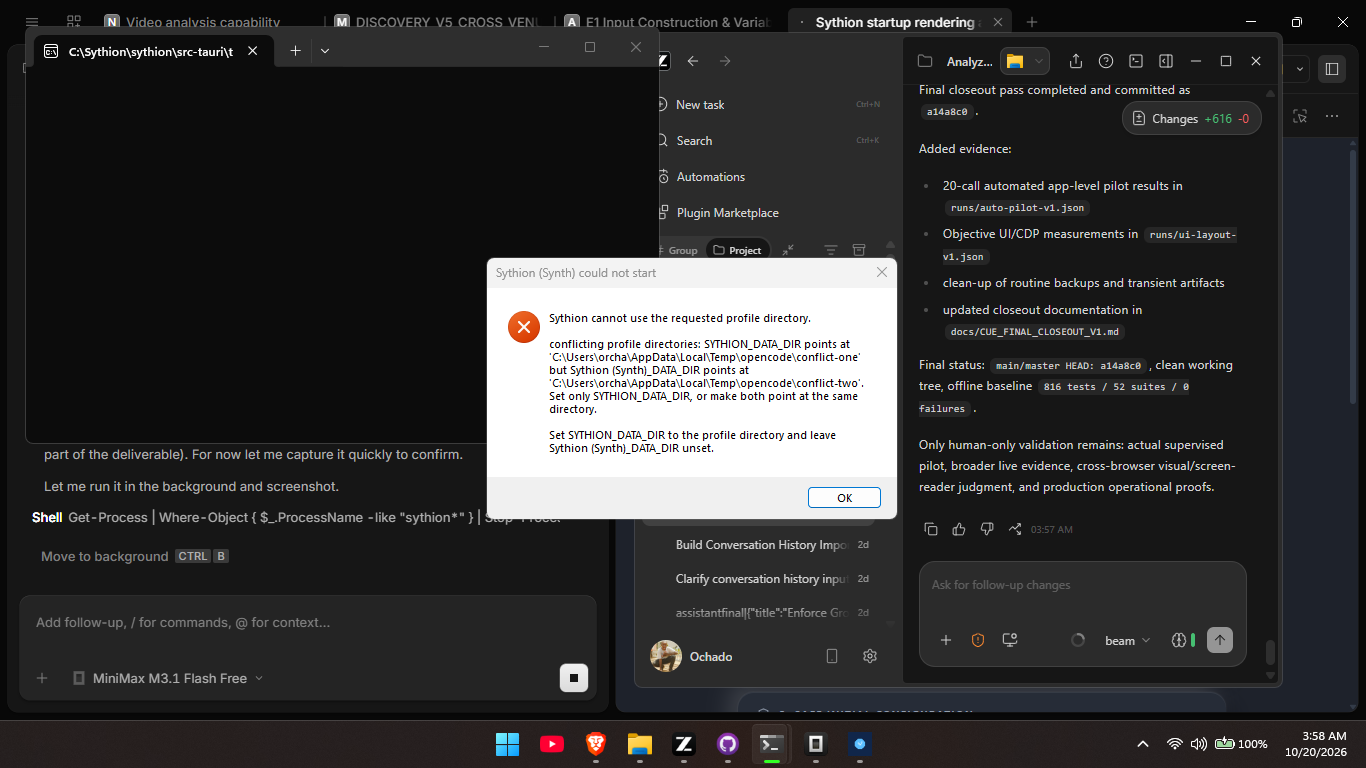 Video analysis capability
DISCOVERY_V5_CROSS_VENU
E1 Input Construction & Variab
Sythion startup rendering
C:\Sythion\sythion\src-tauri\t
part of the deliverable). For now let me capture it quickly to confirm.
Let me run it in the background and screenshot.
Shell Get-Process | Where-Object { $_.ProcessName -like "sythion*" } |
Move to background CTRL B
Add follow-up, / for commands, @ for context...
MiniMax M3.1 Flash Free
New task Ctrl+N
Search Ctrl+K
Automations
Plugin Marketplace
Group Project
Sythion (Synth) could not start
Sythion cannot use the requested profile directory.
conflicting profile directories: SYTHION_DATA_DIR points at
'C:\Users\orcha\AppData\Local\Temp\opencode\conflict-one'
but Sythion (Synth)_DATA_DIR points at
'C:\Users\orcha\AppData\Local\Temp\opencode\conflict-two'.
Set only SYTHION_DATA_DIR, or make both point at the same
directory.
Set SYTHION_DATA_DIR to the profile directory and leave
Sythion (Synth)_DATA_DIR unset.
OK
Build Conversation History Impo 2d
Clarify conversation history input 2d
assistantfinal|{"title":"Enforce Gro 2d
Ochado
Analyz...
Final closeout pass completed and committed as
a14a8c0 .
Changes +616 -0
Added evidence:
20-call automated app-level pilot results in
runs/auto-pilot-v1.json
Objective UI/CDP measurements in runs/ui-layout-
v1.json
clean-up of routine backups and transient artifacts
updated closeout documentation in
docs/CUE_FINAL_CLOSEOUT_V1.md
Final status: main/master HEAD: a14a8c0 , clean working
tree, offline baseline 816 tests / 52 suites / 0
failures .
Only human-only validation remains: actual supervised
pilot, broader live evidence, cross-browser visual/screen-
reader judgment, and production operational proofs.
03:57 AM
Ask for follow-up changes
beam
100%
3:58 AM
10/20/2026